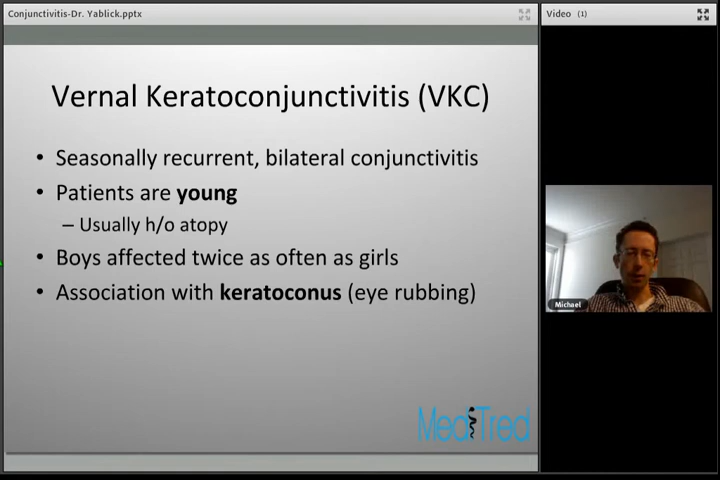 Conjunctivitis-Dr. Yablick.pptx
Video (1)
Vernal Keratoconjunctivitis (VKC)
• Seasonally recurrent, bilateral conjunctivitis
• Patients are young
– Usually h/o atopy
• Boys affected twice as often as girls
• Association with keratoconus (eye rubbing)
Michael
MediTred